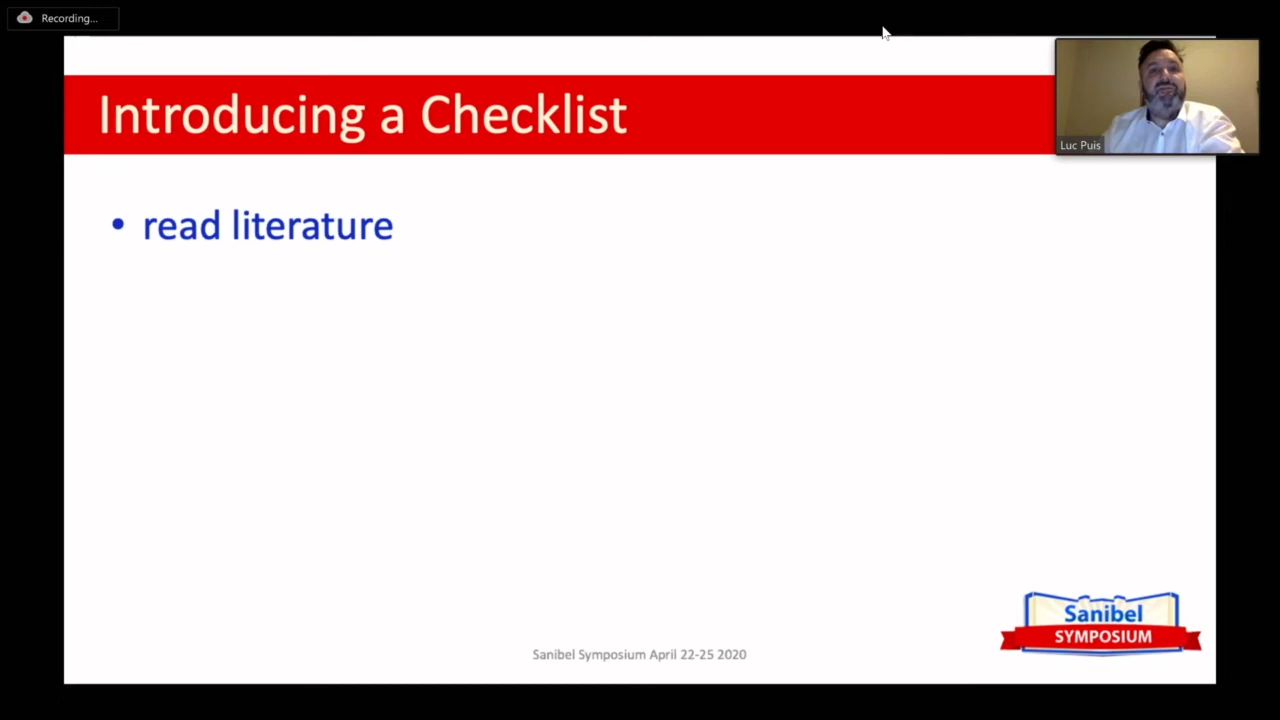 Recording...
Introducing a Checklist
Luc Puis
• read literature
Sanibel
SYMPOSIUM
Sanibel Symposium April 22-25 2020